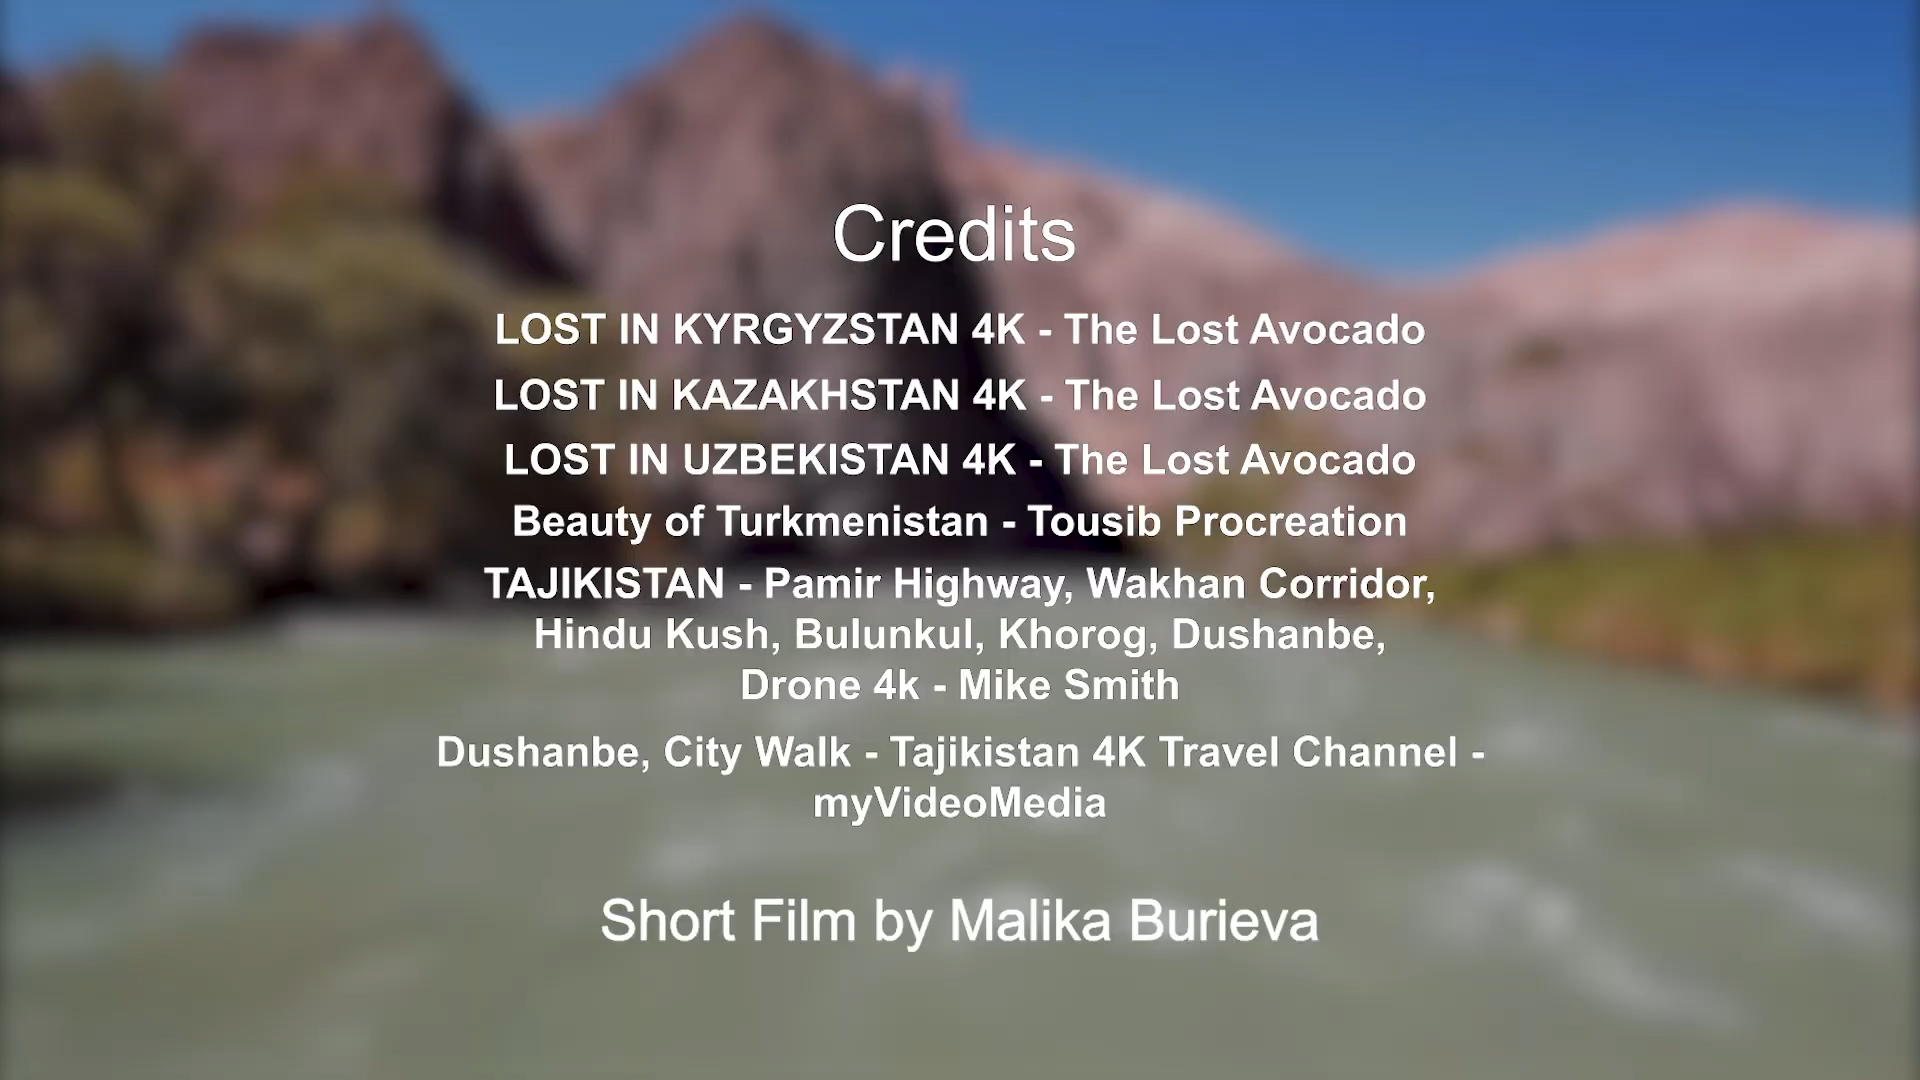 Credits
LOST IN KYRGYZSTAN 4K - The Lost Avocado
LOST IN KAZAKHSTAN 4K - The Lost Avocado
LOST IN UZBEKISTAN 4K - The Lost Avocado
Beauty of Turkmenistan - Tousib Procreation
TAJIKISTAN - Pamir Highway, Wakhan Corridor,
Hindu Kush, Bulunkul, Khorog, Dushanbe,
Drone 4k - Mike Smith
Dushanbe, City Walk - Tajikistan 4K Travel Channel -
myVideoMedia
Short Film by Malika Burieva